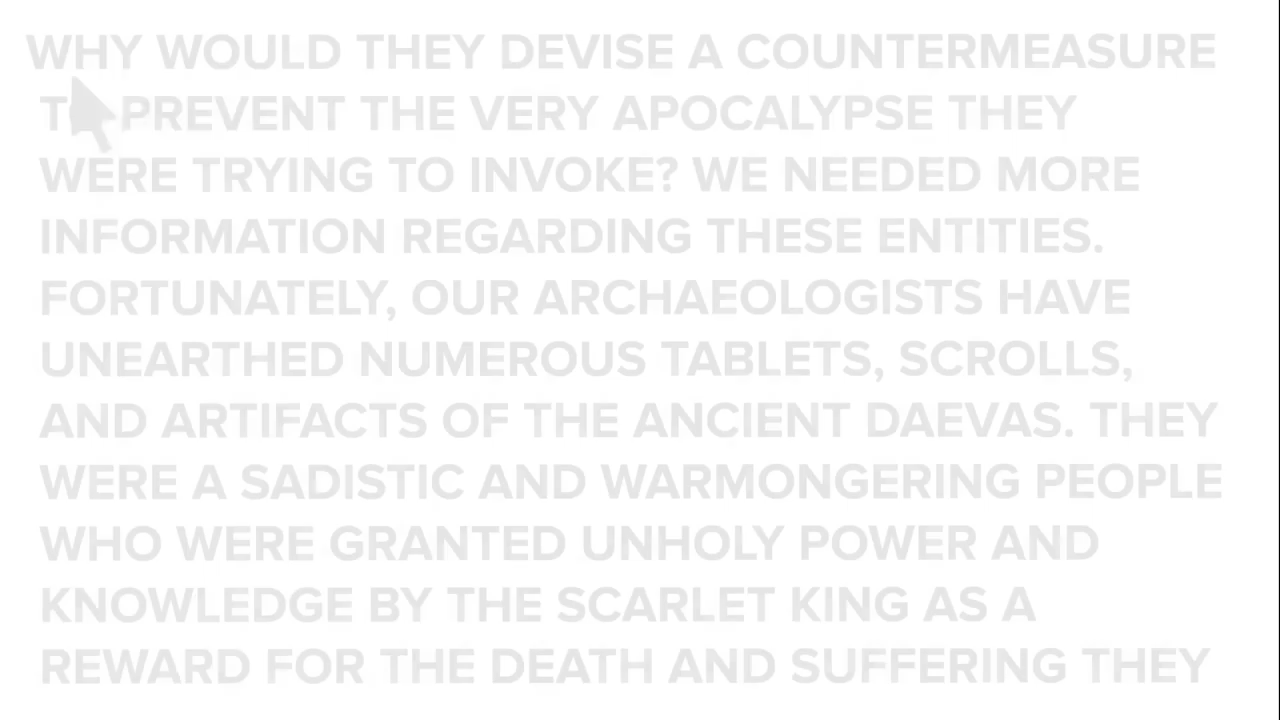 WHY WOULD THEY DEVISE A COUNTERMEASURE
TO PREVENT THE VERY APOCALYPSE THEY
WERE TRYING TO INVOKE? WE NEEDED MORE
INFORMATION REGARDING THESE ENTITIES.
FORTUNATELY, OUR ARCHAEOLOGISTS HAVE
UNEARTHED NUMEROUS TABLETS, SCROLLS,
AND ARTIFACTS OF THE ANCIENT DAEVAS. THEY
WERE A SADISTIC AND WARMONGERING PEOPLE
WHO WERE GRANTED UNHOLY POWER AND
KNOWLEDGE BY THE SCARLET KING AS A
REWARD FOR THE DEATH AND SUFFERING THEY